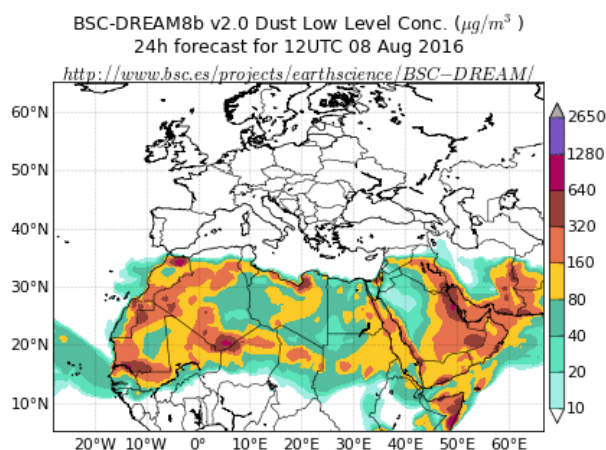 BSC-DREAM8b v2.0 Dust Low Level Conc. (μg/m³ )
24h forecast for 12UTC 08 Aug 2016
http://www.bsc.es/projects/earthscience/BSC−DREAM/
60°N
50°N
40°N
30°N
20°N
10°N
20°W 10°W 0° 10°E 20°E 30°E 40°E 50°E 60°E
2650
1280
640
320
160
80
40
20
10